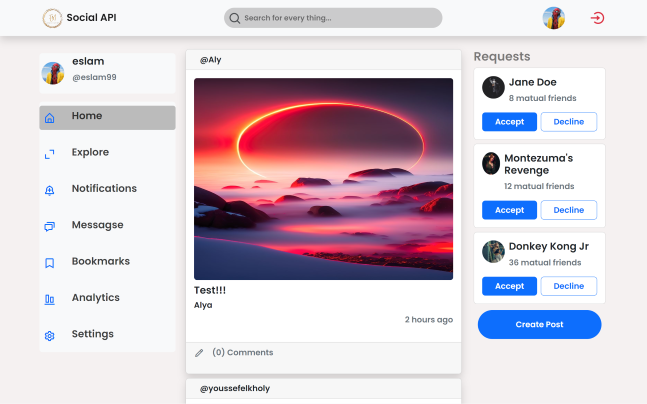 Social API
Search for every thing...
eslam
@eslam99
Home
Explore
Notifications
Messagse
Bookmarks
Analytics
Settings
@Aly
Test!!!
Alya
2 hours ago
(0) Comments
@youssefelkholy
Requests
Jane Doe
8 matual friends
Accept Decline
Montezuma's
Revenge
12 matual friends
Accept Decline
Donkey Kong Jr
36 matual friends
Accept Decline
Create Post